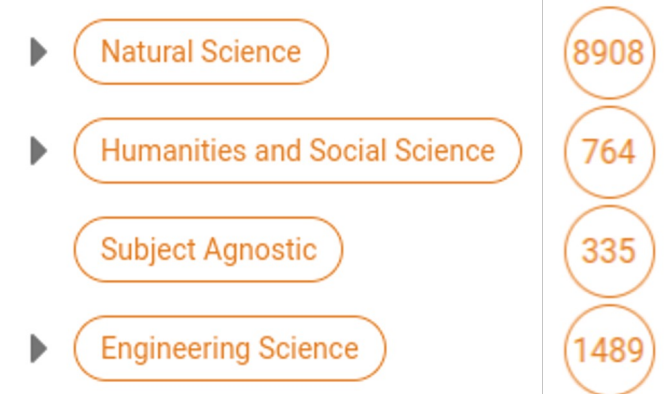 Natural Science 8908
Humanities and Social Science 764
Subject Agnostic 335
Engineering Science 1489